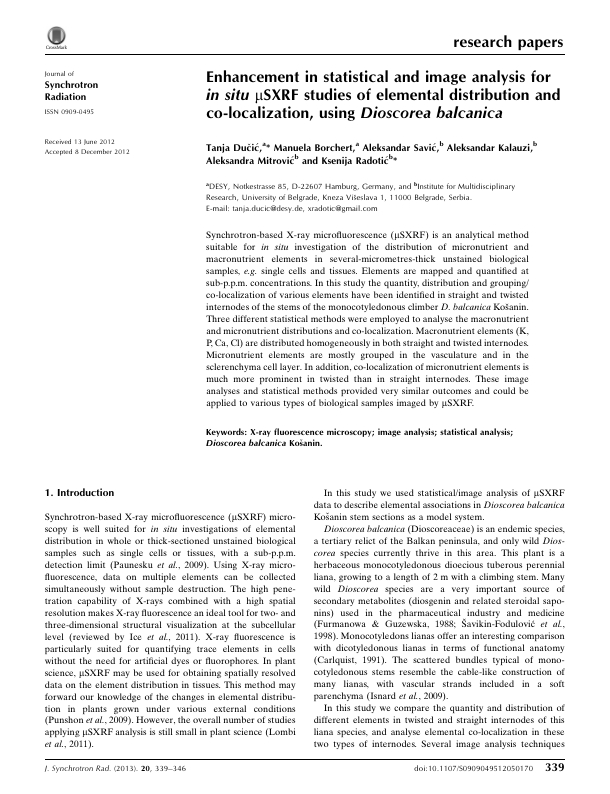 CrossMark
research papers
Journal of
Synchrotron
Radiation
ISSN 0909-0495
Received 13 June 2012
Accepted 8 December 2012
Enhancement in statistical and image analysis for
in situ µSXRF studies of elemental distribution and
co-localization, using Dioscorea balcanica
Tanja Dučić,a* Manuela Borchert,a Aleksandar Savić,b Aleksandar Kalauzi,b
Aleksandra Mitrovićb and Ksenija Radotićb*
aDESY, Notkestrasse 85, D-22607 Hamburg, Germany, and bInstitute for Multidisciplinary
Research, University of Belgrade, Kneza Višeslava 1, 11000 Belgrade, Serbia.
E-mail: tanja.ducic@desy.de, xradotic@gmail.com
Synchrotron-based X-ray microfluorescence (µSXRF) is an analytical method
suitable for in situ investigation of the distribution of micronutrient and
macronutrient elements in several-micrometres-thick unstained biological
samples, e.g. single cells and tissues. Elements are mapped and quantified at
sub-p.p.m. concentrations. In this study the quantity, distribution and grouping/
co-localization of various elements have been identified in straight and twisted
internodes of the stems of the monocotyledonous climber D. balcanica Košanin.
Three different statistical methods were employed to analyse the macronutrient
and micronutrient distributions and co-localization. Macronutrient elements (K,
P, Ca, Cl) are distributed homogeneously in both straight and twisted internodes.
Micronutrient elements are mostly grouped in the vasculature and in the
sclerenchyma cell layer. In addition, co-localization of micronutrient elements is
much more prominent in twisted than in straight internodes. These image
analyses and statistical methods provided very similar outcomes and could be
applied to various types of biological samples imaged by µSXRF.
Keywords: X-ray fluorescence microscopy; image analysis; statistical analysis;
Dioscorea balcanica Košanin.
1. Introduction
Synchrotron-based X-ray microfluorescence (µSXRF) micro-
scopy is well suited for in situ investigations of elemental
distribution in whole or thick-sectioned unstained biological
samples such as single cells or tissues, with a sub-p.p.m.
detection limit (Paunesku et al., 2009). Using X-ray micro-
fluorescence, data on multiple elements can be collected
simultaneously without sample destruction. The high pene-
tration capability of X-rays combined with a high spatial
resolution makes X-ray fluorescence an ideal tool for two- and
three-dimensional structural visualization at the subcellular
level (reviewed by Ice et al., 2011). X-ray fluorescence is
particularly suited for quantifying trace elements in cells
without the need for artificial dyes or fluorophores. In plant
science, µSXRF may be used for obtaining spatially resolved
data on the element distribution in tissues. This method may
forward our knowledge of the changes in elemental distribu-
tion in plants grown under various external conditions
(Punshon et al., 2009). However, the overall number of studies
applying µSXRF analysis is still small in plant science (Lombi
et al., 2011).
In this study we used statistical/image analysis of µSXRF
data to describe elemental associations in Dioscorea balcanica
Košanin stem sections as a model system.
Dioscorea balcanica (Dioscoreaceae) is an endemic species,
a tertiary relict of the Balkan peninsula, and only wild Dios-
corea species currently thrive in this area. This plant is a
herbaceous monocotyledonous dioecious tuberous perennial
liana, growing to a length of 2 m with a climbing stem. Many
wild Dioscorea species are a very important source of
secondary metabolites (diosgenin and related steroidal sapo-
nins) used in the pharmaceutical industry and medicine
(Furmanowa & Guzewska, 1988; Šavikin-Fodulović et al.,
1998). Monocotyledons lianas offer an interesting comparison
with dicotyledonous lianas in terms of functional anatomy
(Carlquist, 1991). The scattered bundles typical of mono-
cotyledonous stems resemble the cable-like construction of
many lianas, with vascular strands included in a soft
parenchyma (Isnard et al., 2009).
In this study we compare the quantity and distribution of
different elements in twisted and straight internodes of this
liana species, and analyse elemental co-localization in these
two types of internodes. Several image analysis techniques
J. Synchrotron Rad. (2013). 20, 339–346
doi:10.1107/S0909049512050170 339